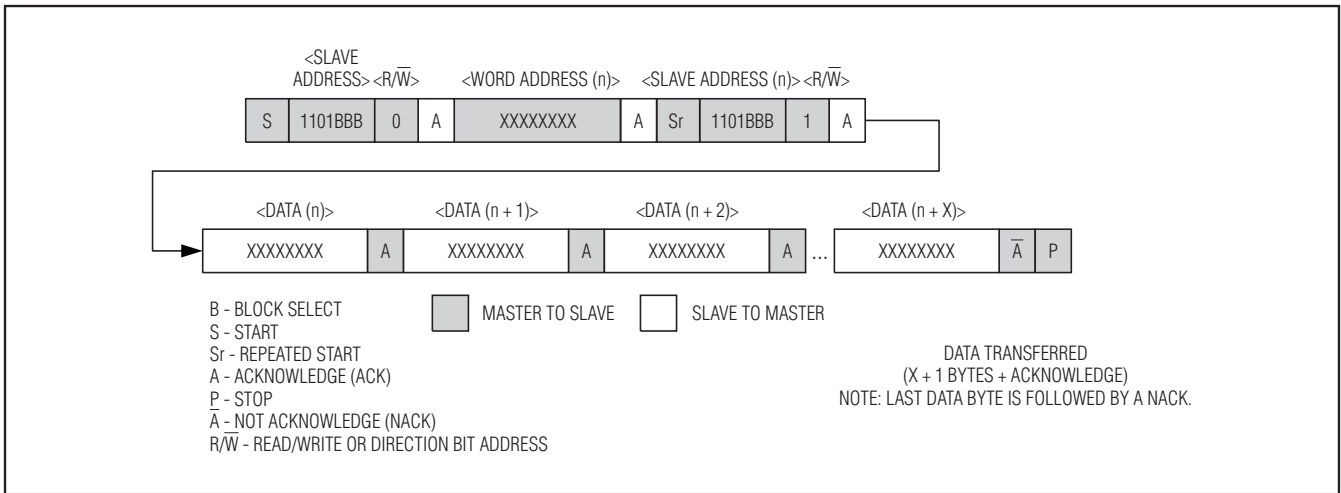 <SLAVE
ADDRESS> <R/W̅> <WORD ADDRESS (n)> <SLAVE ADDRESS (n)> <R/W̅>
S 1101BBB 0 A XXXXXXXX A Sr 1101BBB 1 A
<DATA (n)> <DATA (n + 1)> <DATA (n + 2)> <DATA (n + X)>
XXXXXXXX A XXXXXXXX A XXXXXXXX A ... XXXXXXXX A̅ P
B - BLOCK SELECT
S - START
Sr - REPEATED START
A - ACKNOWLEDGE (ACK)
P - STOP
A̅ - NOT ACKNOWLEDGE (NACK)
R/W̅ - READ/WRITE OR DIRECTION BIT ADDRESS
MASTER TO SLAVE SLAVE TO MASTER
DATA TRANSFERRED
(X + 1 BYTES + ACKNOWLEDGE)
NOTE: LAST DATA BYTE IS FOLLOWED BY A NACK.